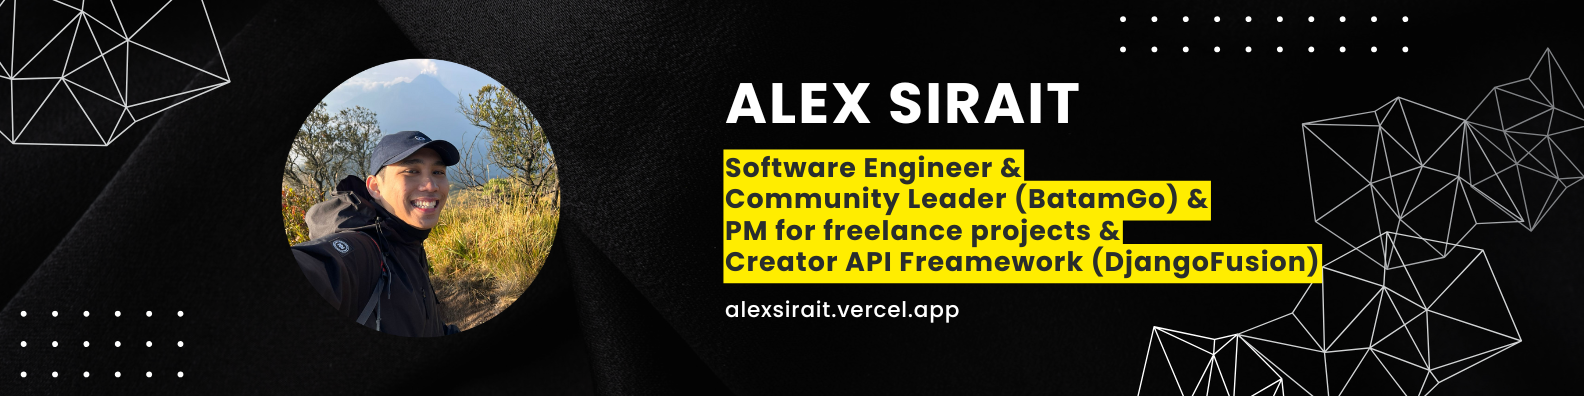 ALEX SIRAIT
Software Engineer &
Community Leader (BatamGo) &
PM for freelance projects &
Creator API Freamework (DjangoFusion)
alexsirait.vercel.app